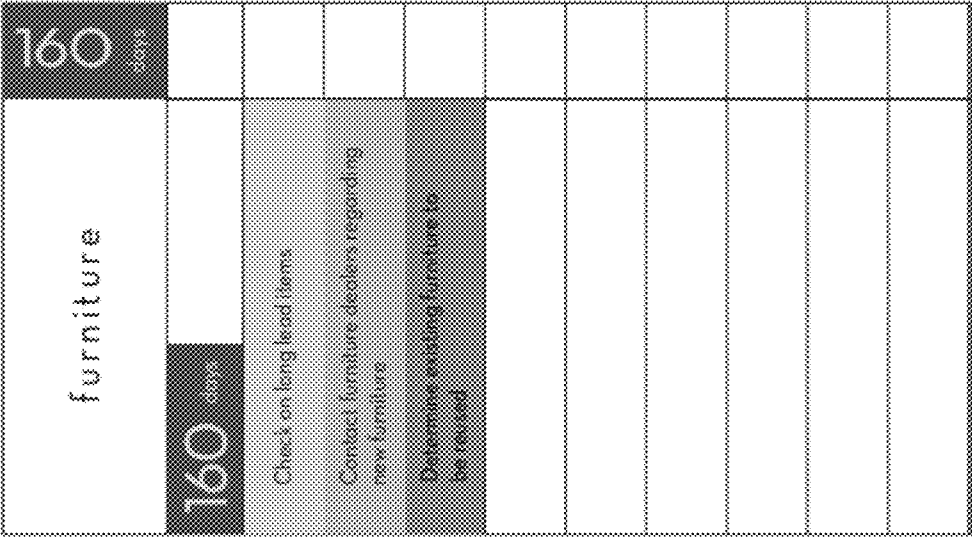 160
days
furniture
160
days
Check on long lead items
Contact furniture dealers regarding
new furniture
Determine existing furniture to
be reused